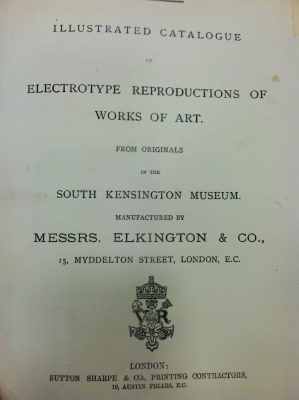 ILLUSTRATED CATALOGUE
OF
ELECTROTYPE REPRODUCTIONS OF
WORKS OF ART.
FROM ORIGINALS
IN THE
SOUTH KENSINGTON MUSEUM.
MANUFACTURED BY
MESSRS. ELKINGTON & CO.,
15, MYDDELTON STREET, LONDON, E.C.
V R
LONDON:
SUTTON SHARPE & CO., PRINTING CONTRACTORS,
10, AUSTIN FRIARS, E.C.